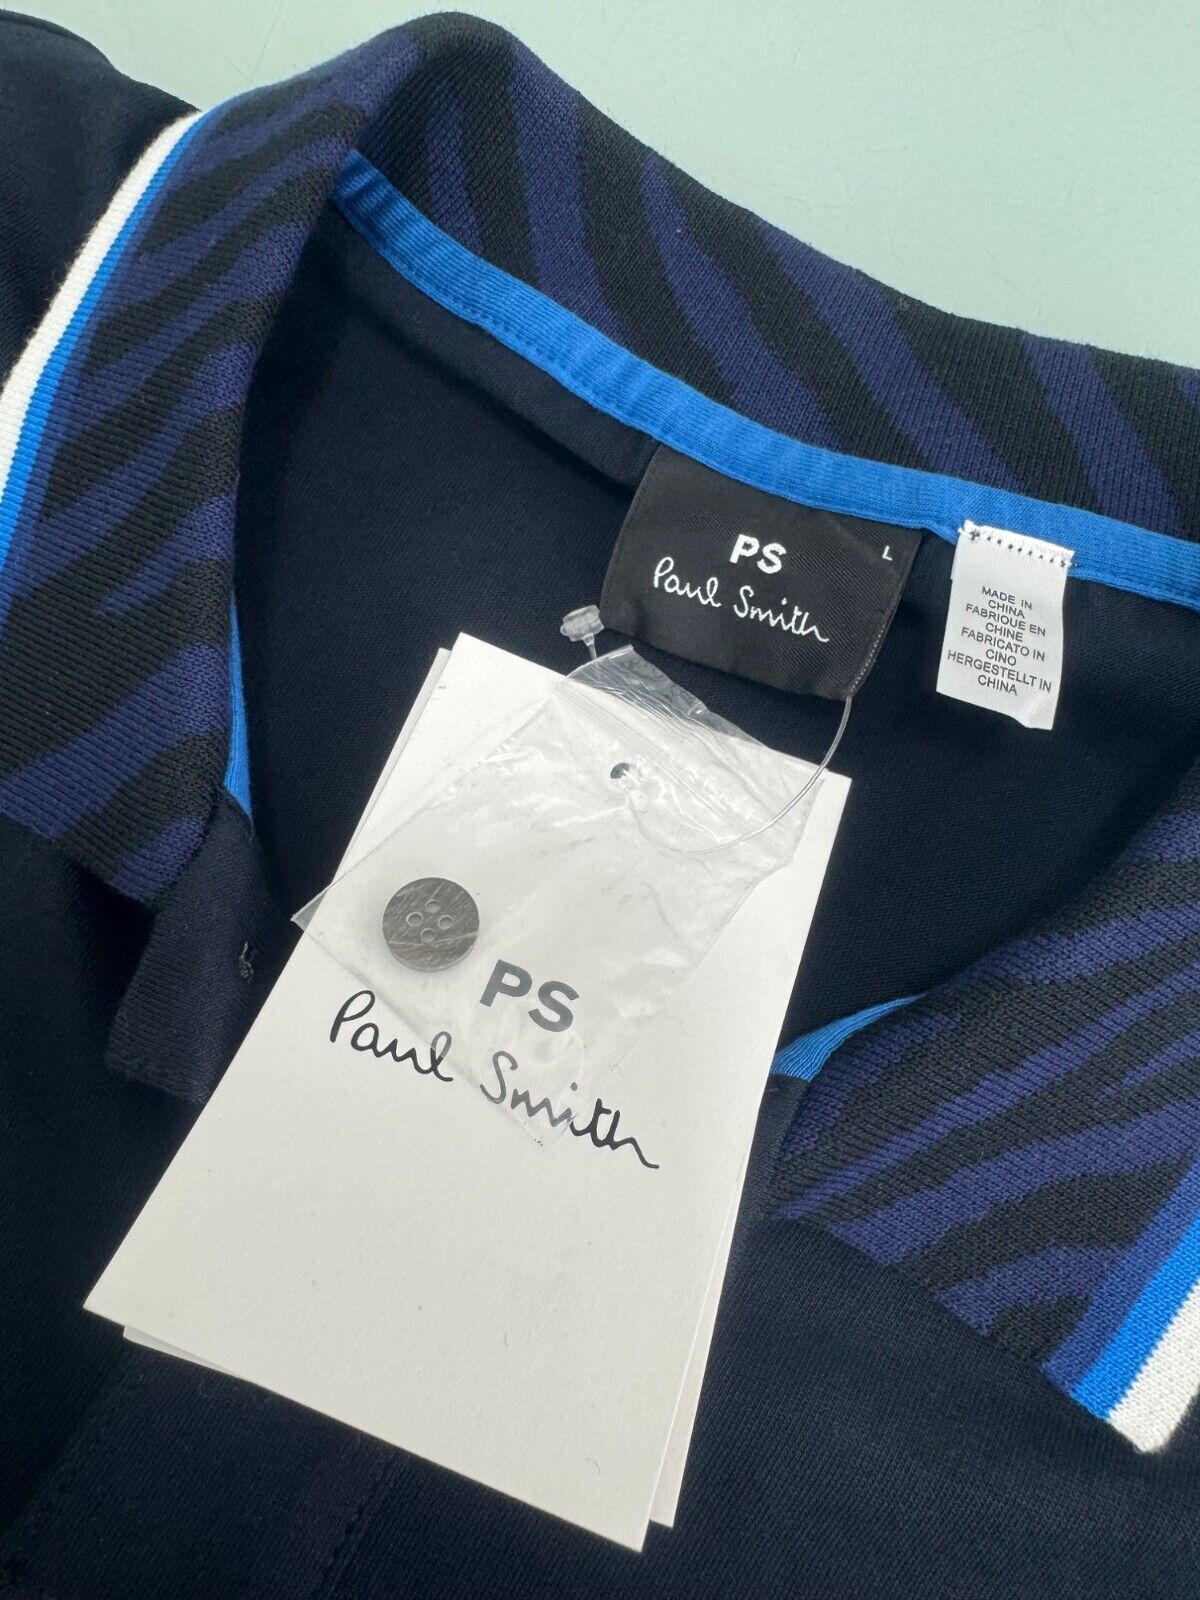 PS
Paul Smith
L
MADE IN
CHINA
FABRIQUE EN
CHINE
FABRICATO IN
CINO
HERGESTELLT IN
CHINA
PS
Paul Smith